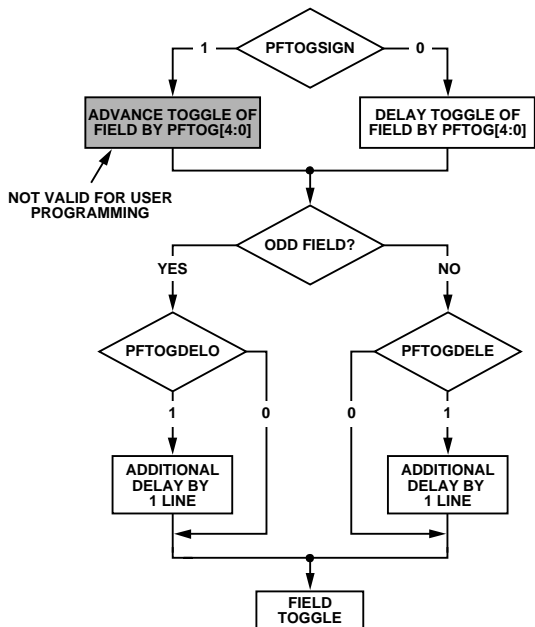 1
PFTOGSIGN
0
ADVANCE TOGGLE OF
FIELD BY PFTOG[4:0]
DELAY TOGGLE OF
FIELD BY PFTOG[4:0]
NOT VALID FOR USER
PROGRAMMING
ODD FIELD?
YES
NO
PFTOGDELO
PFTOGDELE
1
0
0
1
ADDITIONAL
DELAY BY
1 LINE
ADDITIONAL
DELAY BY
1 LINE
FIELD
TOGGLE